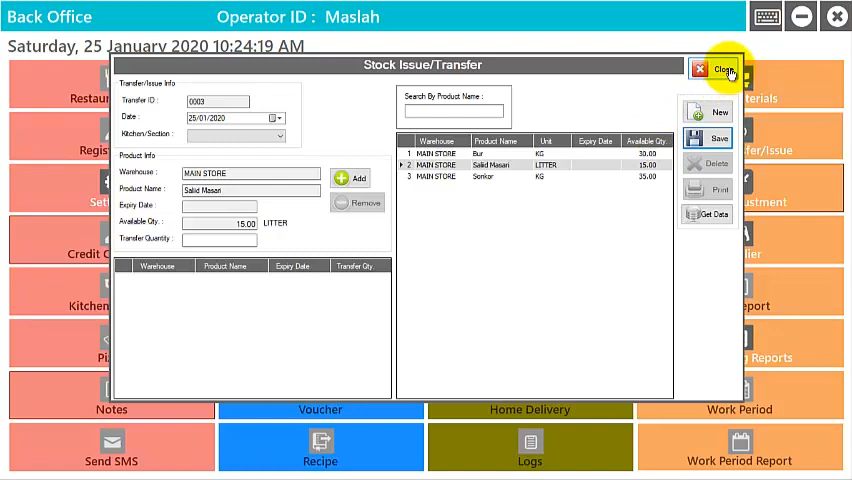 Back Office
Operator ID : Maslah
Saturday, 25 January 2020 10:24:19 AM
Stock Issue/Transfer
Close
Transfer/Issue Info
Transfer ID :
0003
Date :
25/01/2020
Kitchen/Section :
Search By Product Name :
New
Save
Delete
Print
Get Data
Product Info
Warehouse :
MAIN STORE
Product Name :
Saliid Masari
Expiry Date :
Available Qty. :
15.00
LITTER
Transfer Quantity :
Add
Remove
Warehouse Product Name Unit Expiry Date Available Qty.
1 MAIN STORE Bur KG 30.00
2 MAIN STORE Saliid Masari LITTER 15.00
3 MAIN STORE Sonkor KG 35.00
Warehouse Product Name Expiry Date Transfer Qty.
Restau
aterials
Regis
fer/Issue
Sett
ustment
Credit C
lier
Kitchen
port
Pi
g Reports
Notes
Voucher
Home Delivery
Work Period
Send SMS
Recipe
Logs
Work Period Report